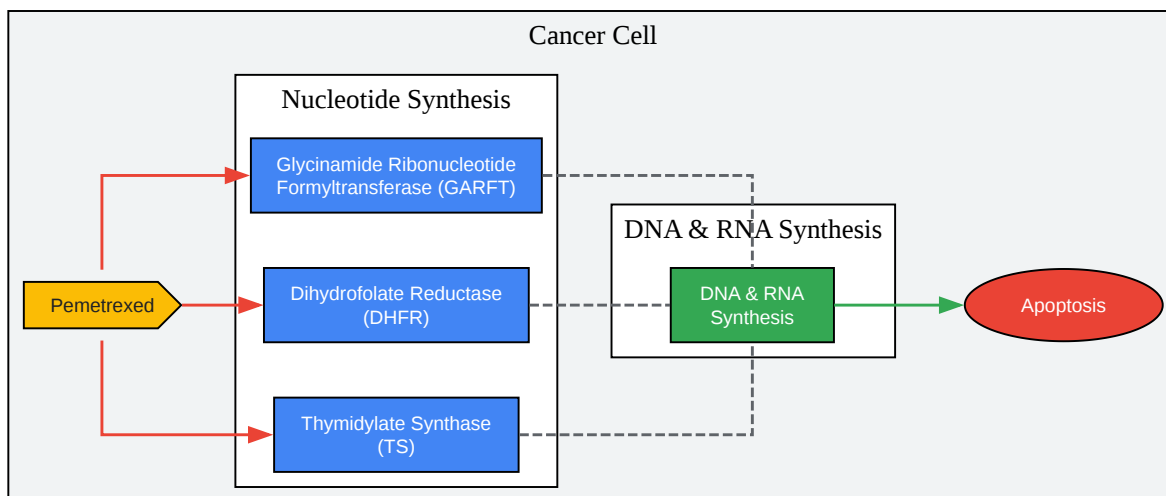 Cancer Cell
Nucleotide Synthesis
Glycinamide Ribonucleotide
Formyltransferase (GARFT)
DNA & RNA Synthesis
Pemetrexed
Dihydrofolate Reductase
(DHFR)
DNA & RNA
Synthesis
Apoptosis
Thymidylate Synthase
(TS)